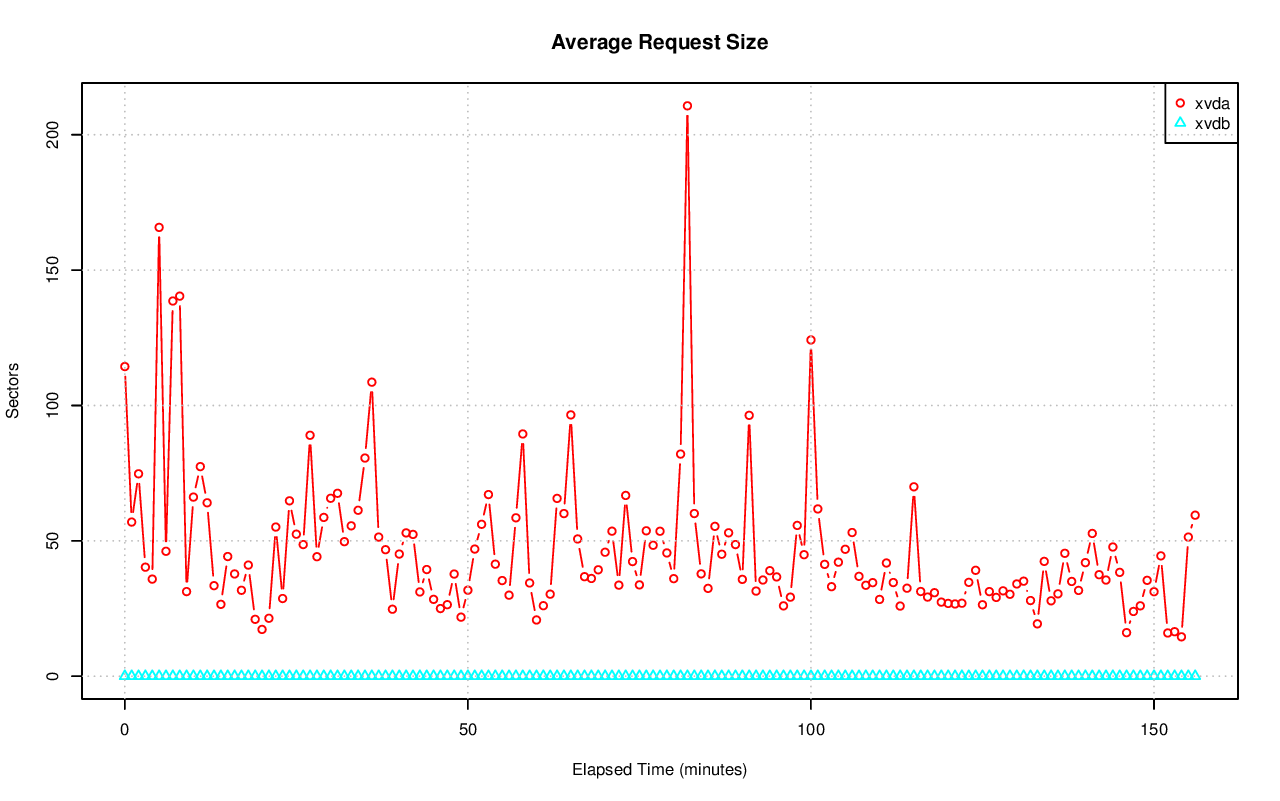 Average Request Size
xvda
xvdb
Sectors
200
150
100
50
0
0 50 100 150
Elapsed Time (minutes)